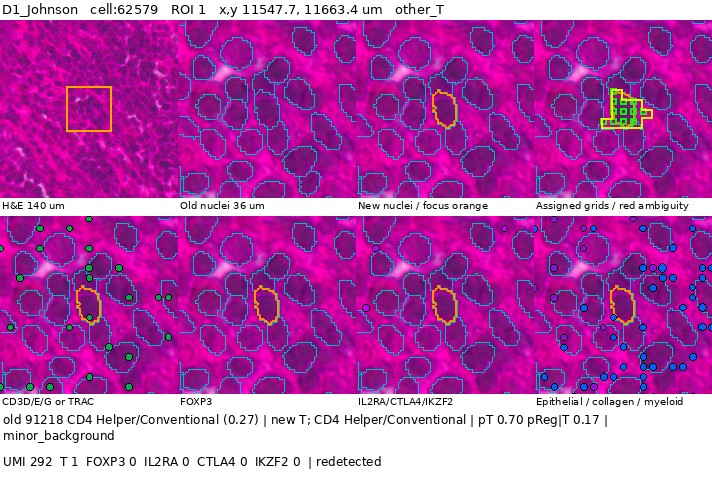 D1_Johnson   cell:62579   ROI 1   x,y 11547.7, 11663.4 um   other_T
H&E 140 um
Old nuclei 36 um
New nuclei / focus orange
Assigned grids / red ambiguity
CD3D/E/G or TRAC
FOXP3
IL2RA/CTLA4/IKZF2
Epithelial / collagen / myeloid
old 91218 CD4 Helper/Conventional (0.27) | new T; CD4 Helper/Conventional | pT 0.70 pReg|T 0.17 |
minor_background
UMI 292  T 1  FOXP3 0  IL2RA 0  CTLA4 0  IKZF2 0  | redetected